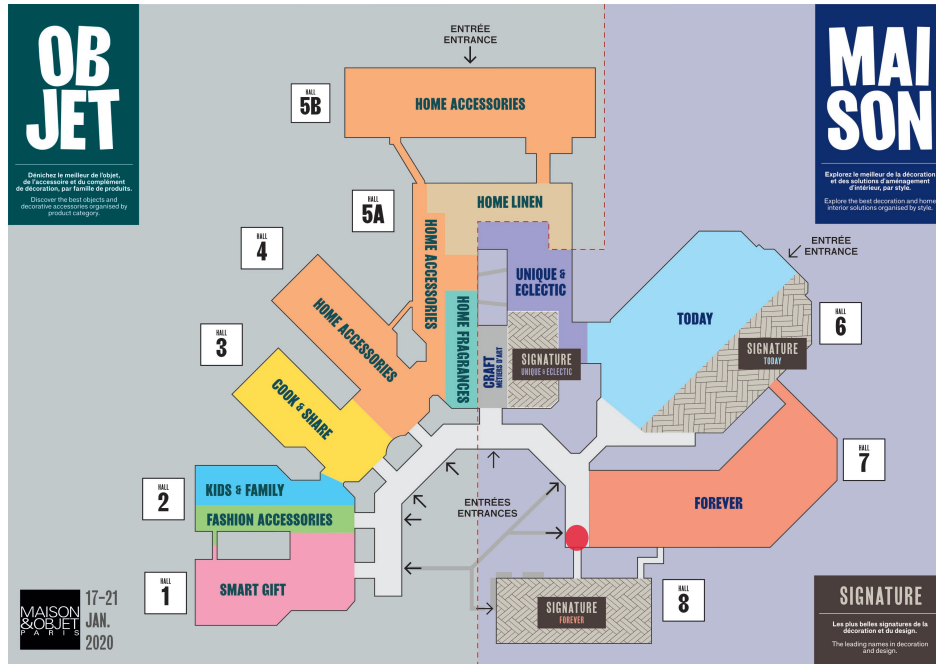 OB
JET
Dénichez le meilleur de l'objet,
de l'accessoire et du complément
de décoration, par famille de produits.
Discover the best objects and
decorative accessories organised by
product category.
ENTRÉE
ENTRANCE
HALL
5B
HOME ACCESSORIES
MAI
SON
Explorez le meilleur de la décoration
et des solutions d'aménagement
d'intérieur, par style.
Explore the best decoration and home
interior solutions organised by style.
HALL
5A
HOME LINEN
HOME ACCESSORIES
HALL
4
HOME ACCESSORIES
UNIQUE &
ECLECTIC
ENTRÉE
ENTRANCE
TODAY
HALL
6
SIGNATURE
TODAY
HOME FRAGRANCES
CRAFT
MÉTIERS D'ART
SIGNATURE
UNIQUE & ECLECTIC
HALL
3
COOK & SHARE
HALL
7
FOREVER
HALL
2
KIDS & FAMILY
FASHION ACCESSORIES
ENTRÉES
ENTRANCES
HALL
1
SMART GIFT
SIGNATURE
FOREVER
HALL
8
MAISON
&OBJET
PARIS
17-21
JAN.
2020
SIGNATURE
Les plus belles signatures de la
décoration et du design.
The leading names in decoration
and design.